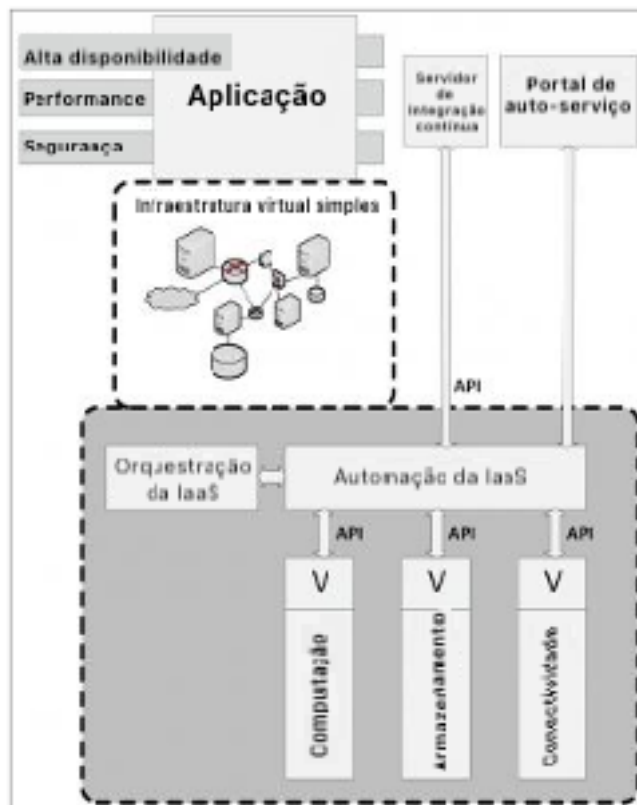 Alta disponibilidade
Performance
Segurança
Aplicação
Servidor
de
integração
contínua
Portal de
auto-serviço
Infraestratura virtual simples
API
Orquestração
da IaaS
Automação da IaaS
API
API
API
V
V
V
Computação
Armazenamento
Conectividade